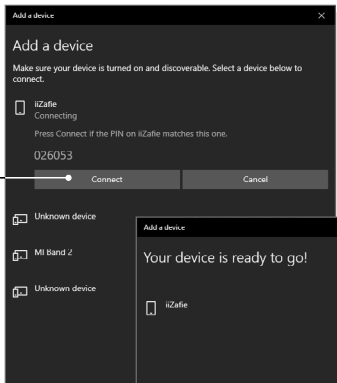 Add a device
Add a device
Make sure your device is turned on and discoverable. Select a device below to
connect.
iiZafie
Connecting
Press Connect if the PIN on iiZafie matches this one.
026053
Connect
Cancel
Unknown device
MI Band 2
Unknown device
Add a device
Your device is ready to go!
iiZafie